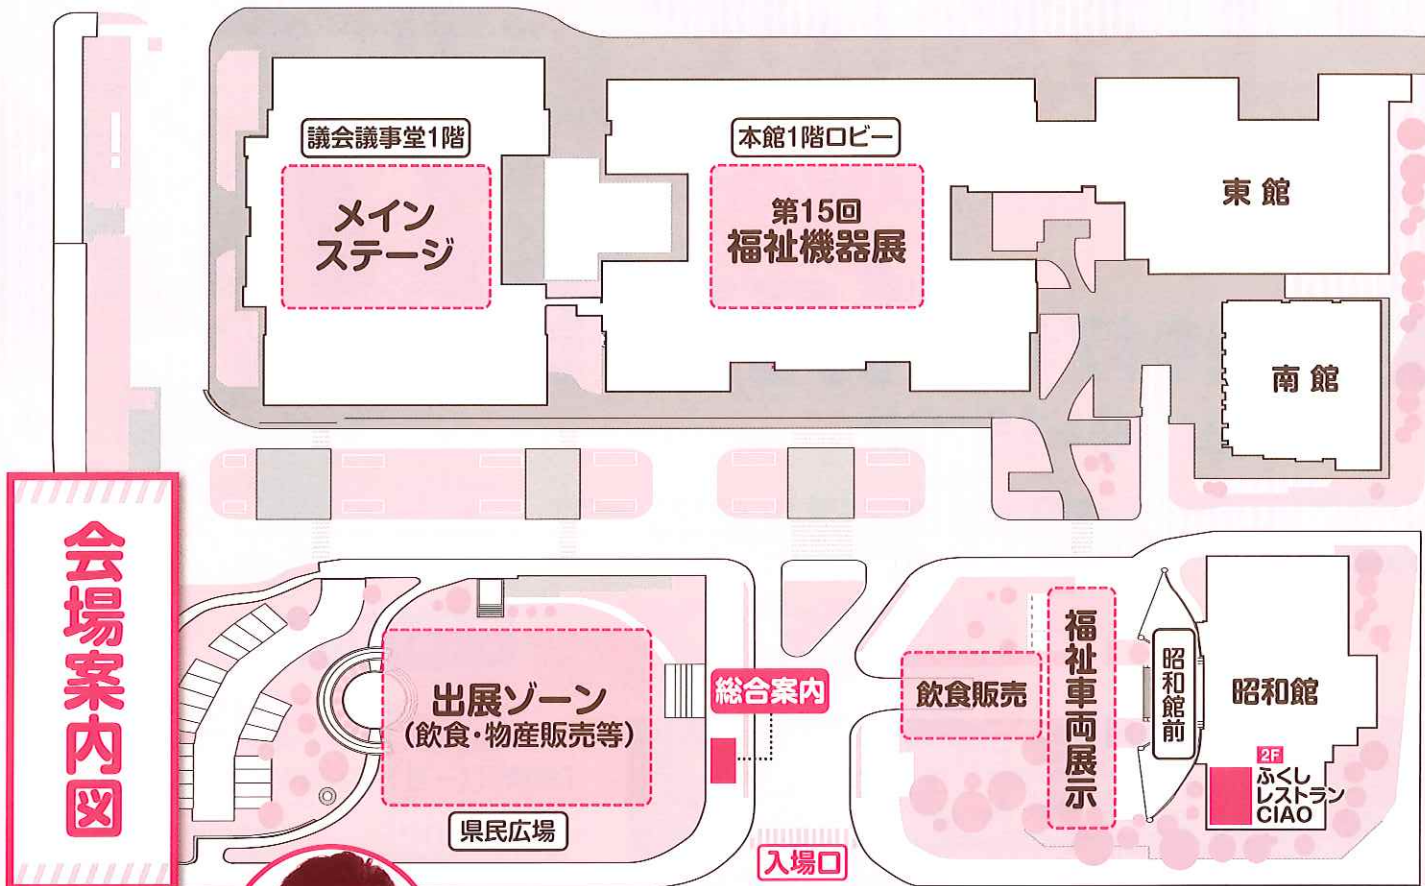 議会議事堂1階
メイン
ステージ
本館1階ロビー
第15回
福祉機器展
東館
南館
会場案内図
出展ゾーン
(飲食・物産販売等)
県民広場
総合案内
入場口
飲食販売
福祉車両展示
昭和館前
昭和館
2F
ふくし
レストラン
CIAO